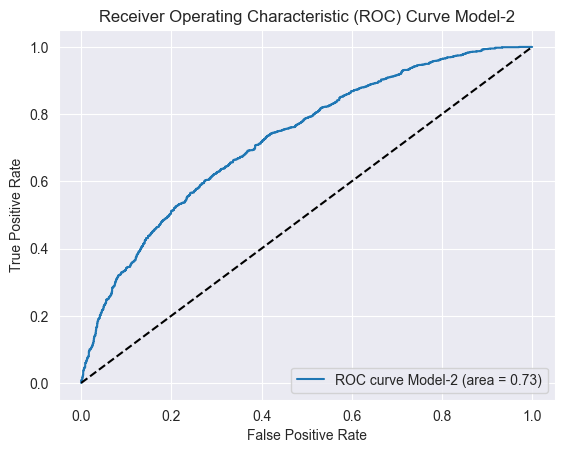 Receiver Operating Characteristic (ROC) Curve Model-2
1.0
0.8
0.6
0.4
0.2
0.0
True Positive Rate
0.0 0.2 0.4 0.6 0.8 1.0
False Positive Rate
ROC curve Model-2 (area = 0.73)